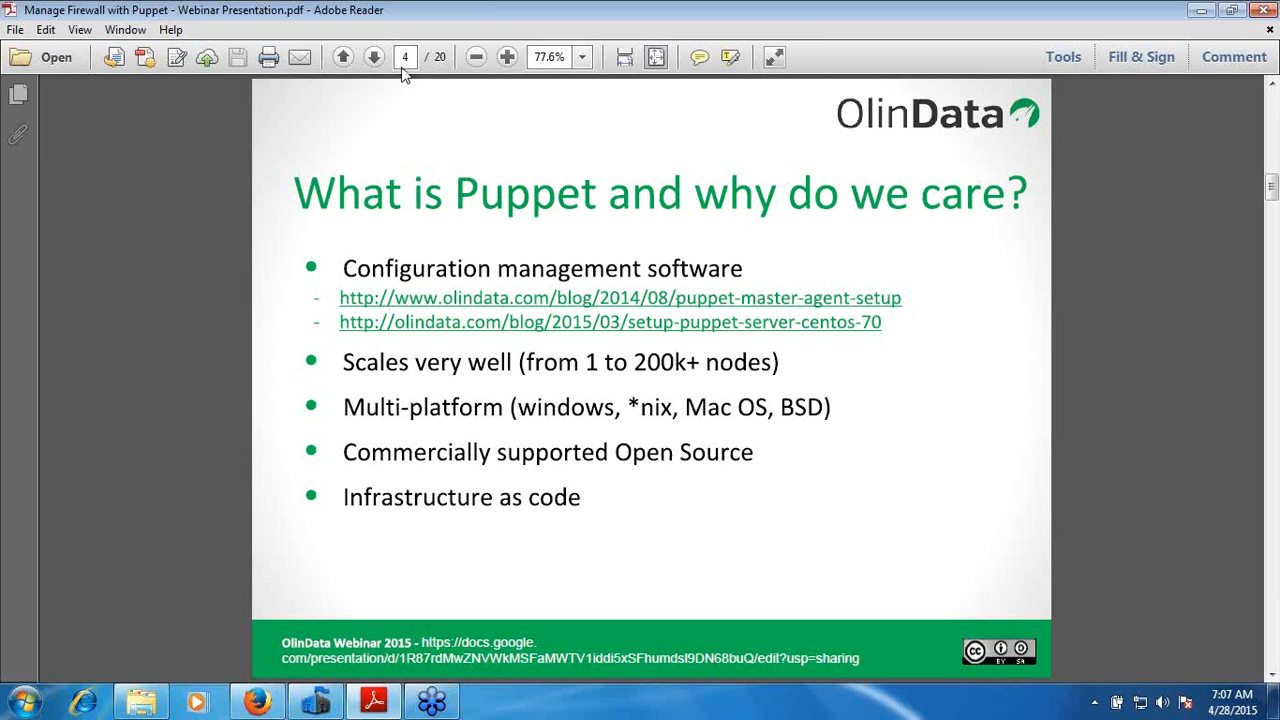 Manage Firewall with Puppet - Webinar Presentation.pdf - Adobe Reader
File Edit View Window Help
Open 4 / 20 77.6% Tools Fill & Sign Comment
OlinData
What is Puppet and why do we care?
Configuration management software
- http://www.olindata.com/blog/2014/08/puppet-master-agent-setup
- http://olindata.com/blog/2015/03/setup-puppet-server-centos-70
Scales very well (from 1 to 200k+ nodes)
Multi-platform (windows, *nix, Mac OS, BSD)
Commercially supported Open Source
Infrastructure as code
OlinData Webinar 2015 - https://docs.google.
com/presentation/d/1R87rdMwZNVWkMSFaMWTV1iddi5xSFhumdsI9DN68buQ/edit?usp=sharing
cc BY SA
7:07 AM
4/28/2015